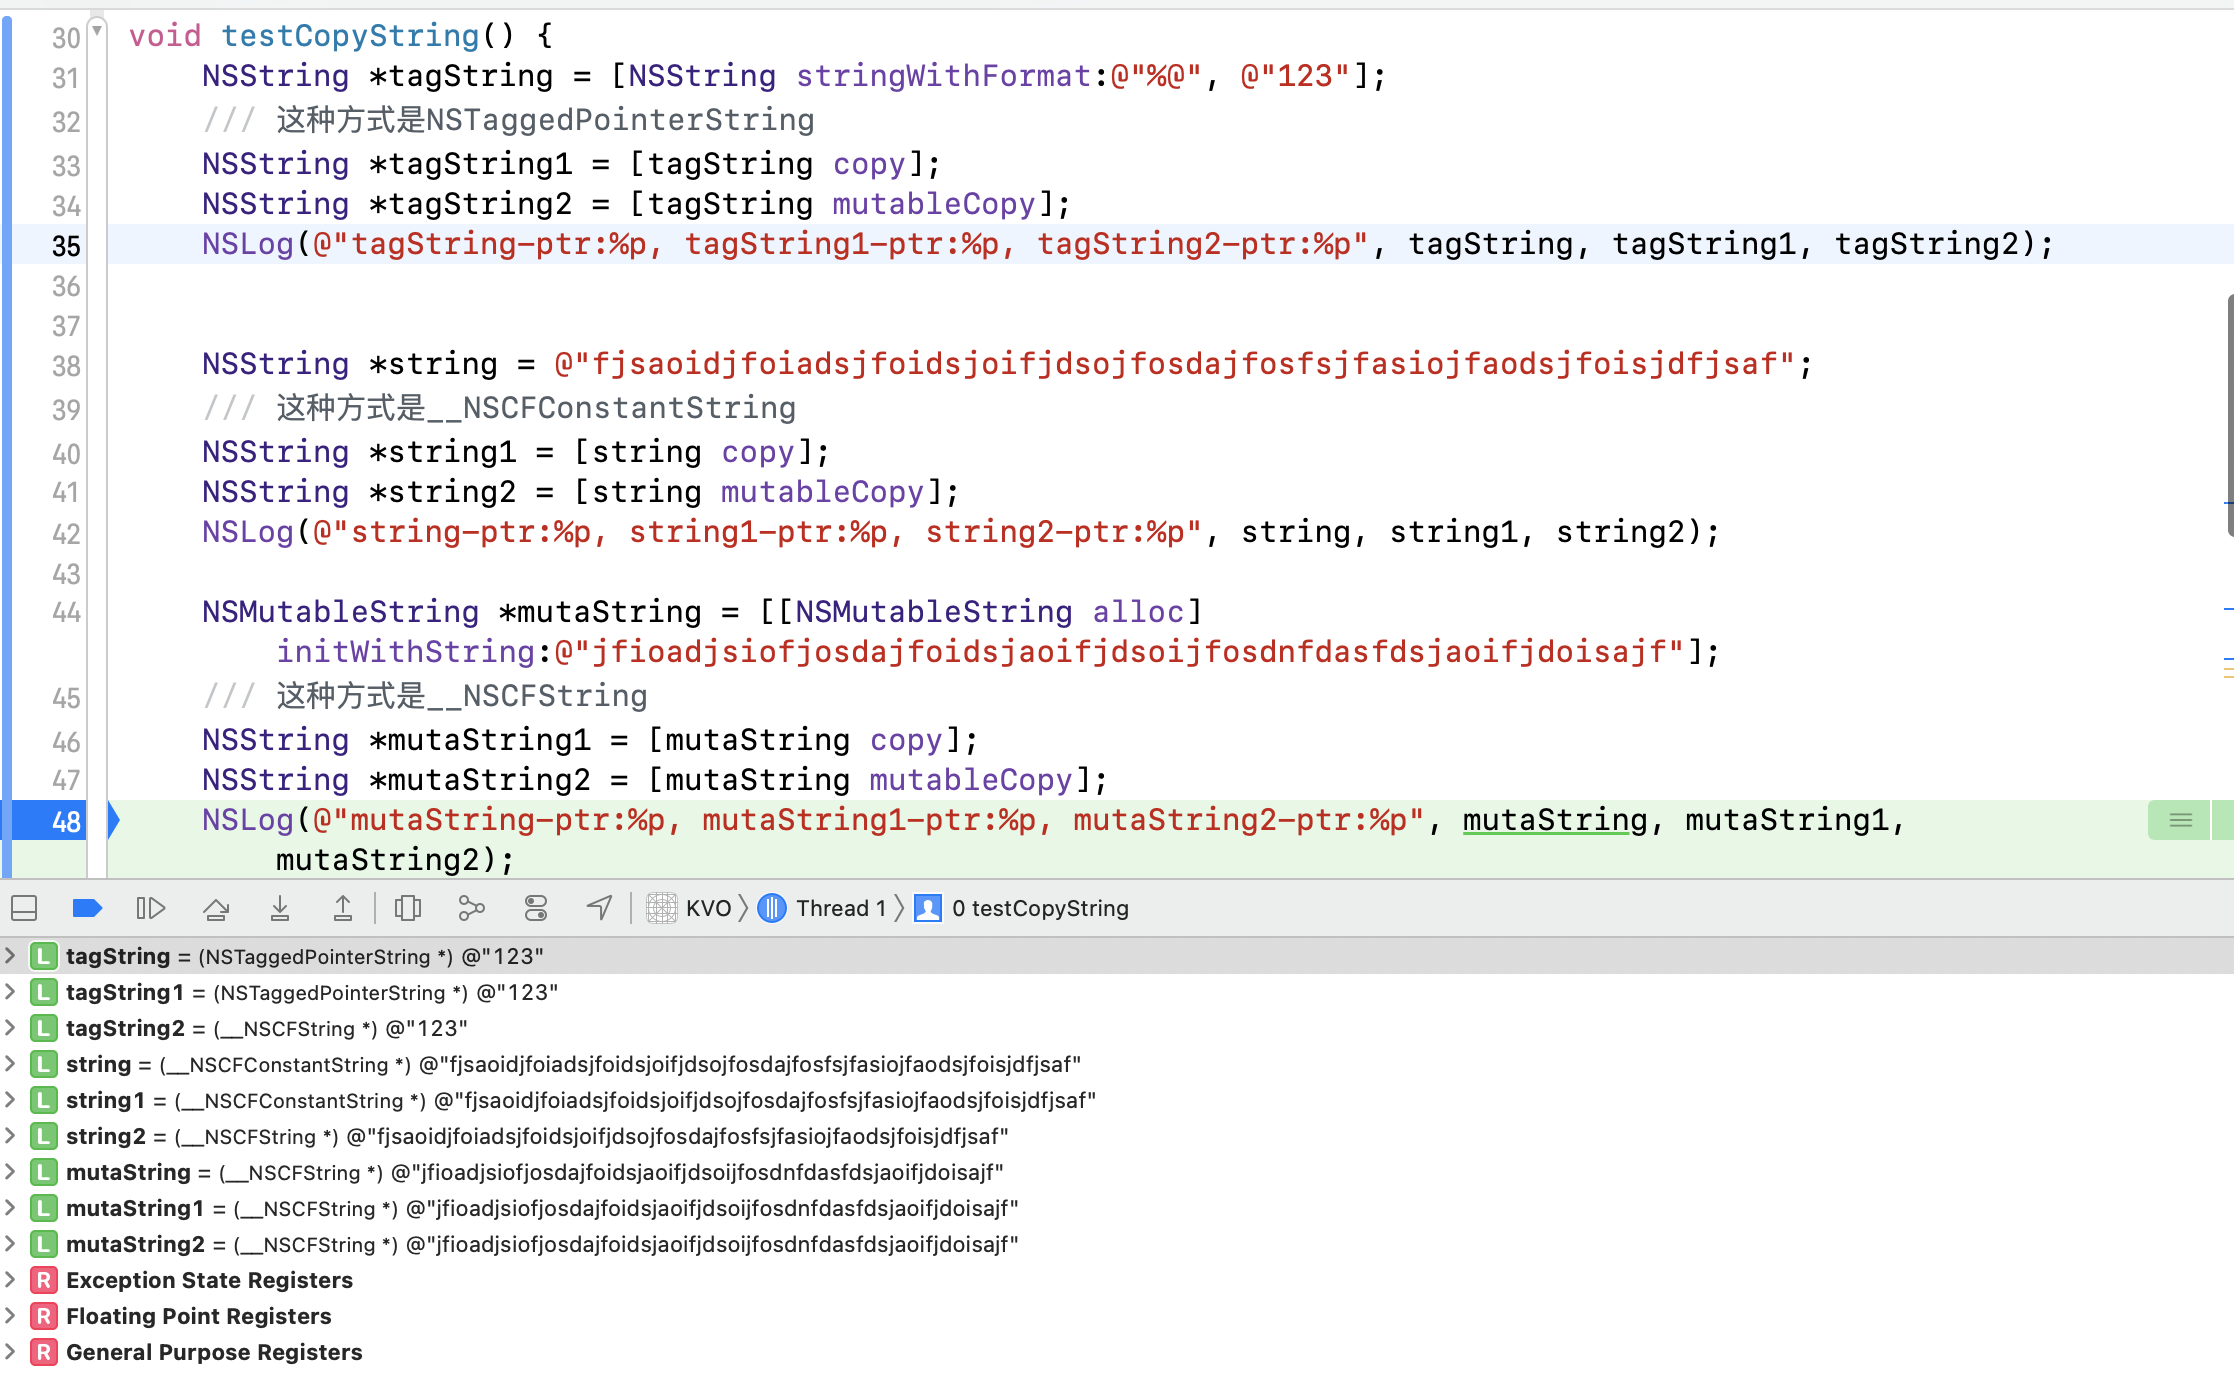 30 void testCopyString() {
31 NSString *tagString = [NSString stringWithFormat:@"%@", @"123"];
32 /// 这种方式是NSTaggedPointerString
33 NSString *tagString1 = [tagString copy];
34 NSString *tagString2 = [tagString mutableCopy];
35 NSLog(@"tagString-ptr:%p, tagString1-ptr:%p, tagString2-ptr:%p", tagString, tagString1, tagString2);
36
37
38 NSString *string = @"fjsaoidjfoiadsjfoidsjoifjdsojfosdajfosfsjfasiojfaodsjfoisjdfjsaf";
39 /// 这种方式是__NSCFConstantString
40 NSString *string1 = [string copy];
41 NSString *string2 = [string mutableCopy];
42 NSLog(@"string-ptr:%p, string1-ptr:%p, string2-ptr:%p", string, string1, string2);
43
44 NSMutableString *mutaString = [[NSMutableString alloc]
initWithString:@"jfioadjsiofjosdajfoidsjaoifjdsoijfosdnfdasfdsjaoifjdoisajf"];
45 /// 这种方式是__NSCFString
46 NSString *mutaString1 = [mutaString copy];
47 NSString *mutaString2 = [mutaString mutableCopy];
48 NSLog(@"mutaString-ptr:%p, mutaString1-ptr:%p, mutaString2-ptr:%p", mutaString, mutaString1,
mutaString2);
KVO Thread 1 0 testCopyString
L tagString = (NSTaggedPointerString *) @"123"
L tagString1 = (NSTaggedPointerString *) @"123"
L tagString2 = (__NSCFString *) @"123"
L string = (__NSCFConstantString *) @"fjsaoidjfoiadsjfoidsjoifjdsojfosdajfosfsjfasiojfaodsjfoisjdfjsaf"
L string1 = (__NSCFConstantString *) @"fjsaoidjfoiadsjfoidsjoifjdsojfosdajfosfsjfasiojfaodsjfoisjdfjsaf"
L string2 = (__NSCFString *) @"fjsaoidjfoiadsjfoidsjoifjdsojfosdajfosfsjfasiojfaodsjfoisjdfjsaf"
L mutaString = (__NSCFString *) @"jfioadjsiofjosdajfoidsjaoifjdsoijfosdnfdasfdsjaoifjdoisajf"
L mutaString1 = (__NSCFString *) @"jfioadjsiofjosdajfoidsjaoifjdsoijfosdnfdasfdsjaoifjdoisajf"
L mutaString2 = (__NSCFString *) @"jfioadjsiofjosdajfoidsjaoifjdsoijfosdnfdasfdsjaoifjdoisajf"
R Exception State Registers
R Floating Point Registers
R General Purpose Registers